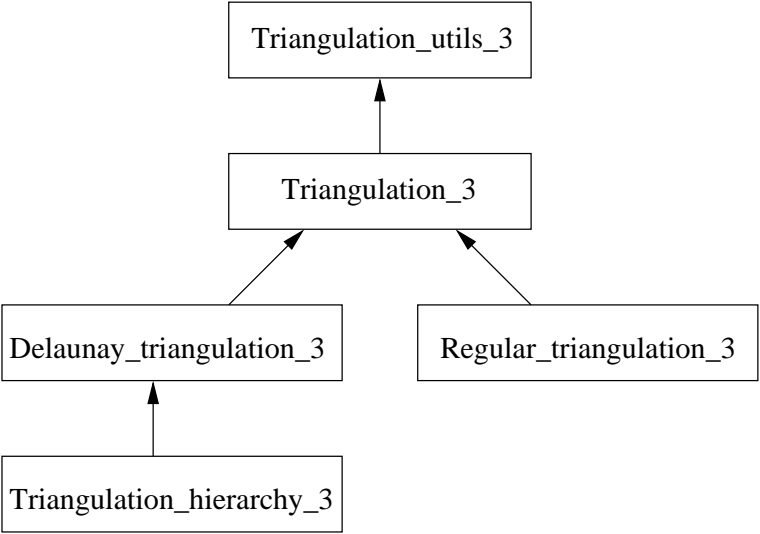 Triangulation_utils_3
Triangulation_3
Delaunay_triangulation_3
Regular_triangulation_3
Triangulation_hierarchy_3